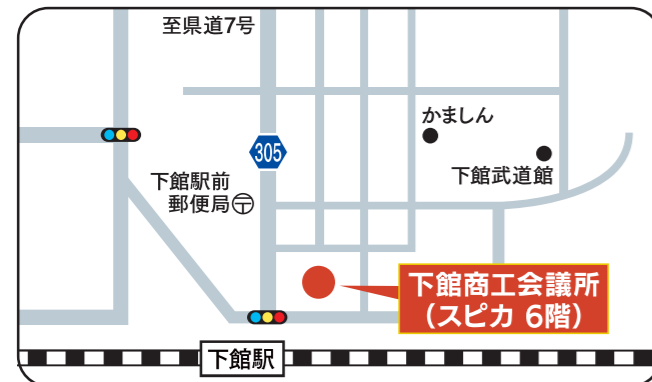 至県道7号
かましん
305
下館武道館
下館駅前
郵便局〶
下館商工会議所
（スピカ 6階）
下館駅